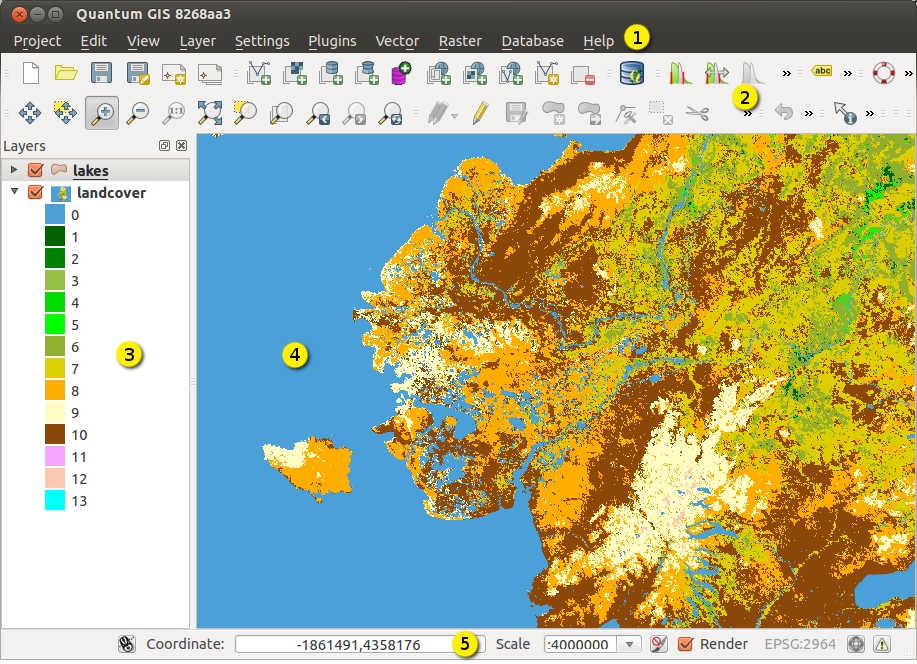 Quantum GIS 8268aa3
Project Edit View Layer Settings Plugins Vector Raster Database Help 1
» abc » »
1:1 2
» » »
Layers
lakes
landcover
0
1
2
3
4
5
6
7
3 4
8
9
10
11
12
13
Coordinate: -1861491,4358176 5 Scale :4000000 Render EPSG:2964